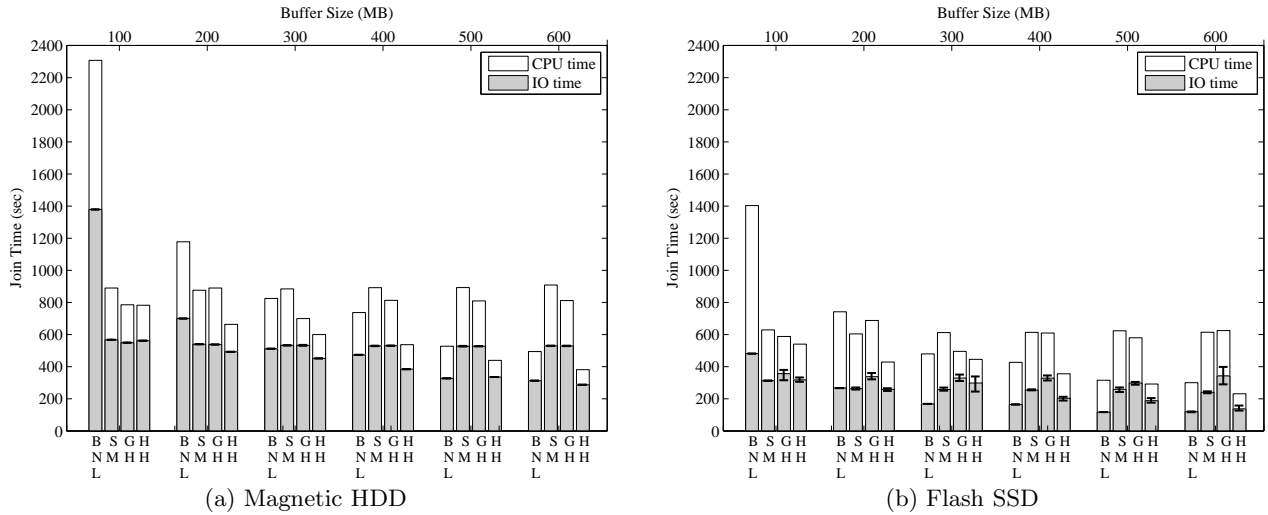 Buffer Size (MB)
100 200 300 400 500 600
2400
2200
2000
1800
1600
1400
1200
1000
800
600
400
200
0
Join Time (sec)
CPU time
IO time
B S G H B S G H B S G H B S G H B S G H B S G H
N M H H N M H H N M H H N M H H N M H H N M H H
L L L L L L
(a) Magnetic HDD
Buffer Size (MB)
100 200 300 400 500 600
2400
2200
2000
1800
1600
1400
1200
1000
800
600
400
200
0
Join Time (sec)
CPU time
IO time
B S G H B S G H B S G H B S G H B S G H B S G H
N M H H N M H H N M H H N M H H N M H H N M H H
L L L L L L
(b) Flash SSD